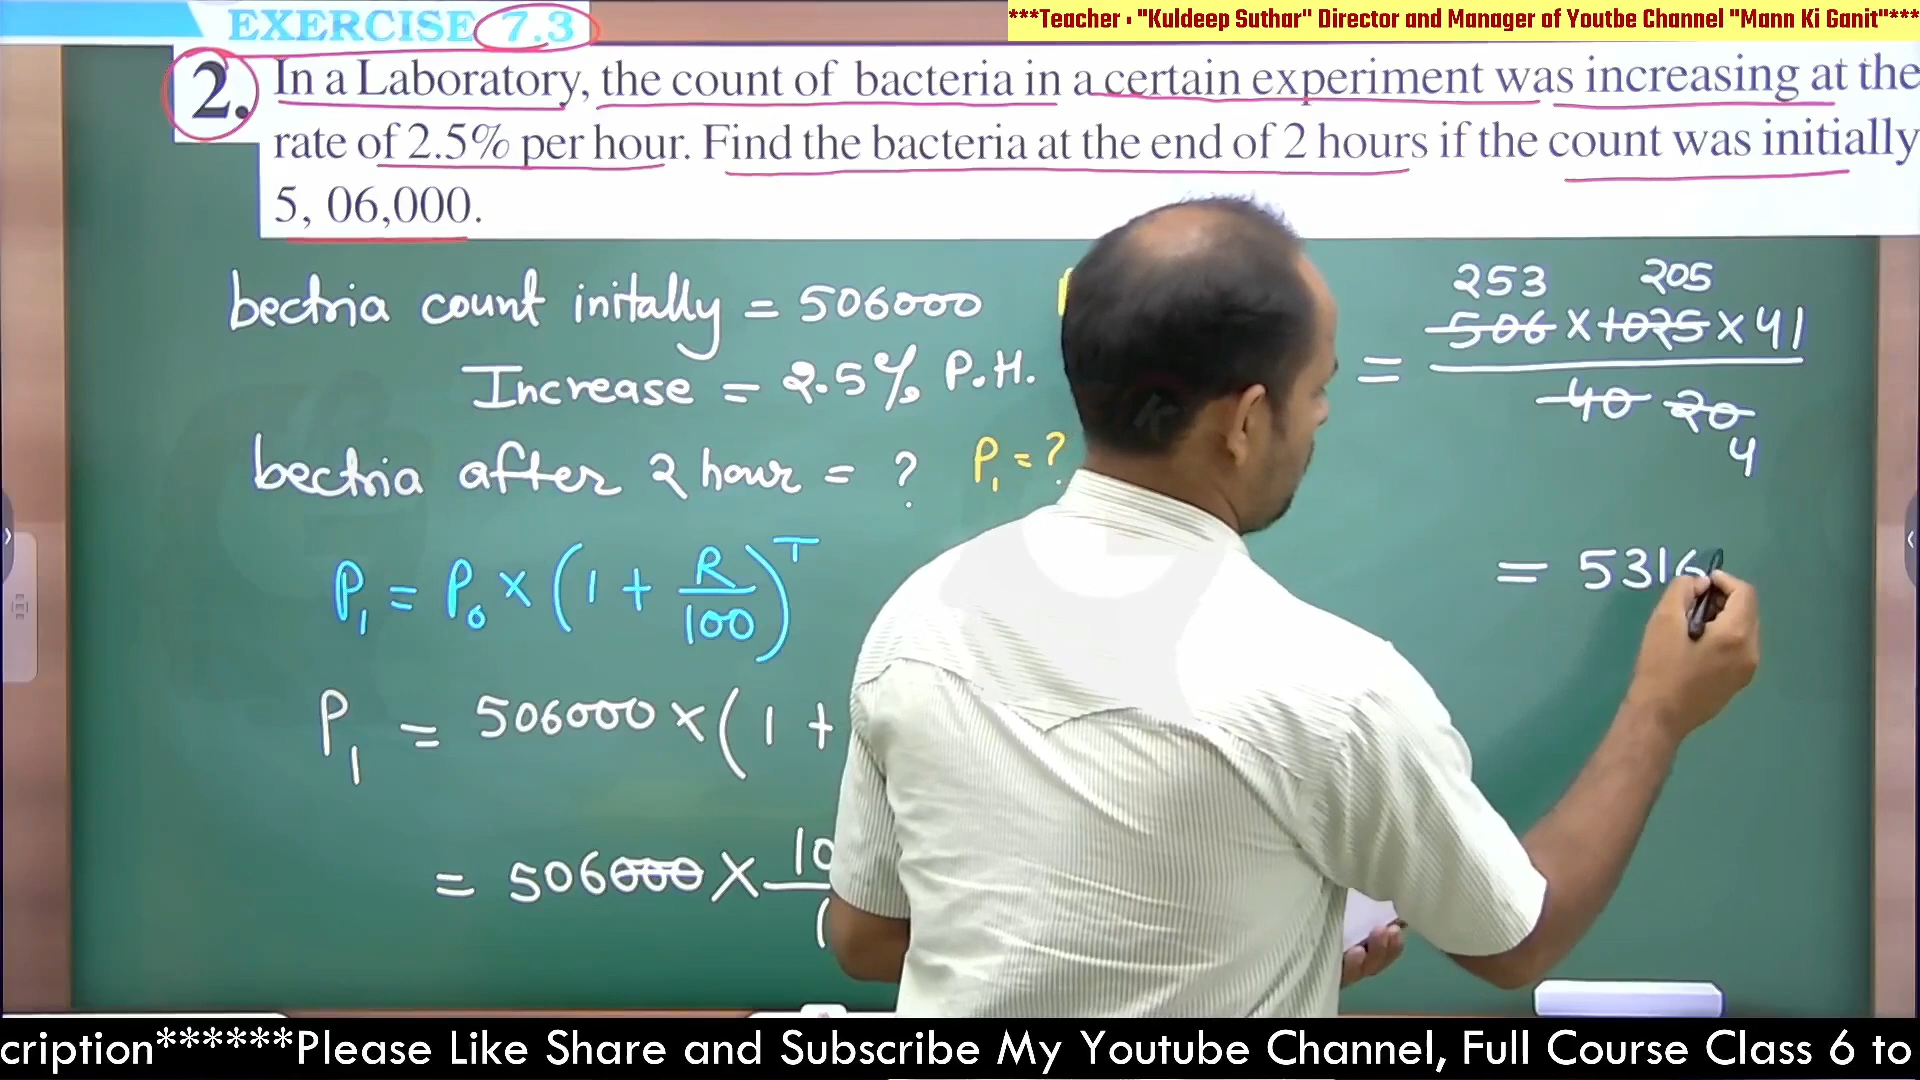 ***Teacher : "Kuldeep Suthar" Director and Manager of Youtbe Channel "Mann Ki Ganit"***
EXERCISE 7.3
2. In a Laboratory, the count of bacteria in a certain experiment was increasing at the
rate of 2.5% per hour. Find the bacteria at the end of 2 hours if the count was initially
5, 06,000.
bectria count initally = 506000
Increase = 2.5% P.H.
bectria after 2 hour = ? P₁ = ?
P₁ = P₀ × (1 + R/100)^T
P₁ = 506000 × (1 +
= 506000 × 10
253 205
= 506 × 1025 × 41
40 20
4
= 5316
cription******Please Like Share and Subscribe My Youtube Channel, Full Course Class 6 to